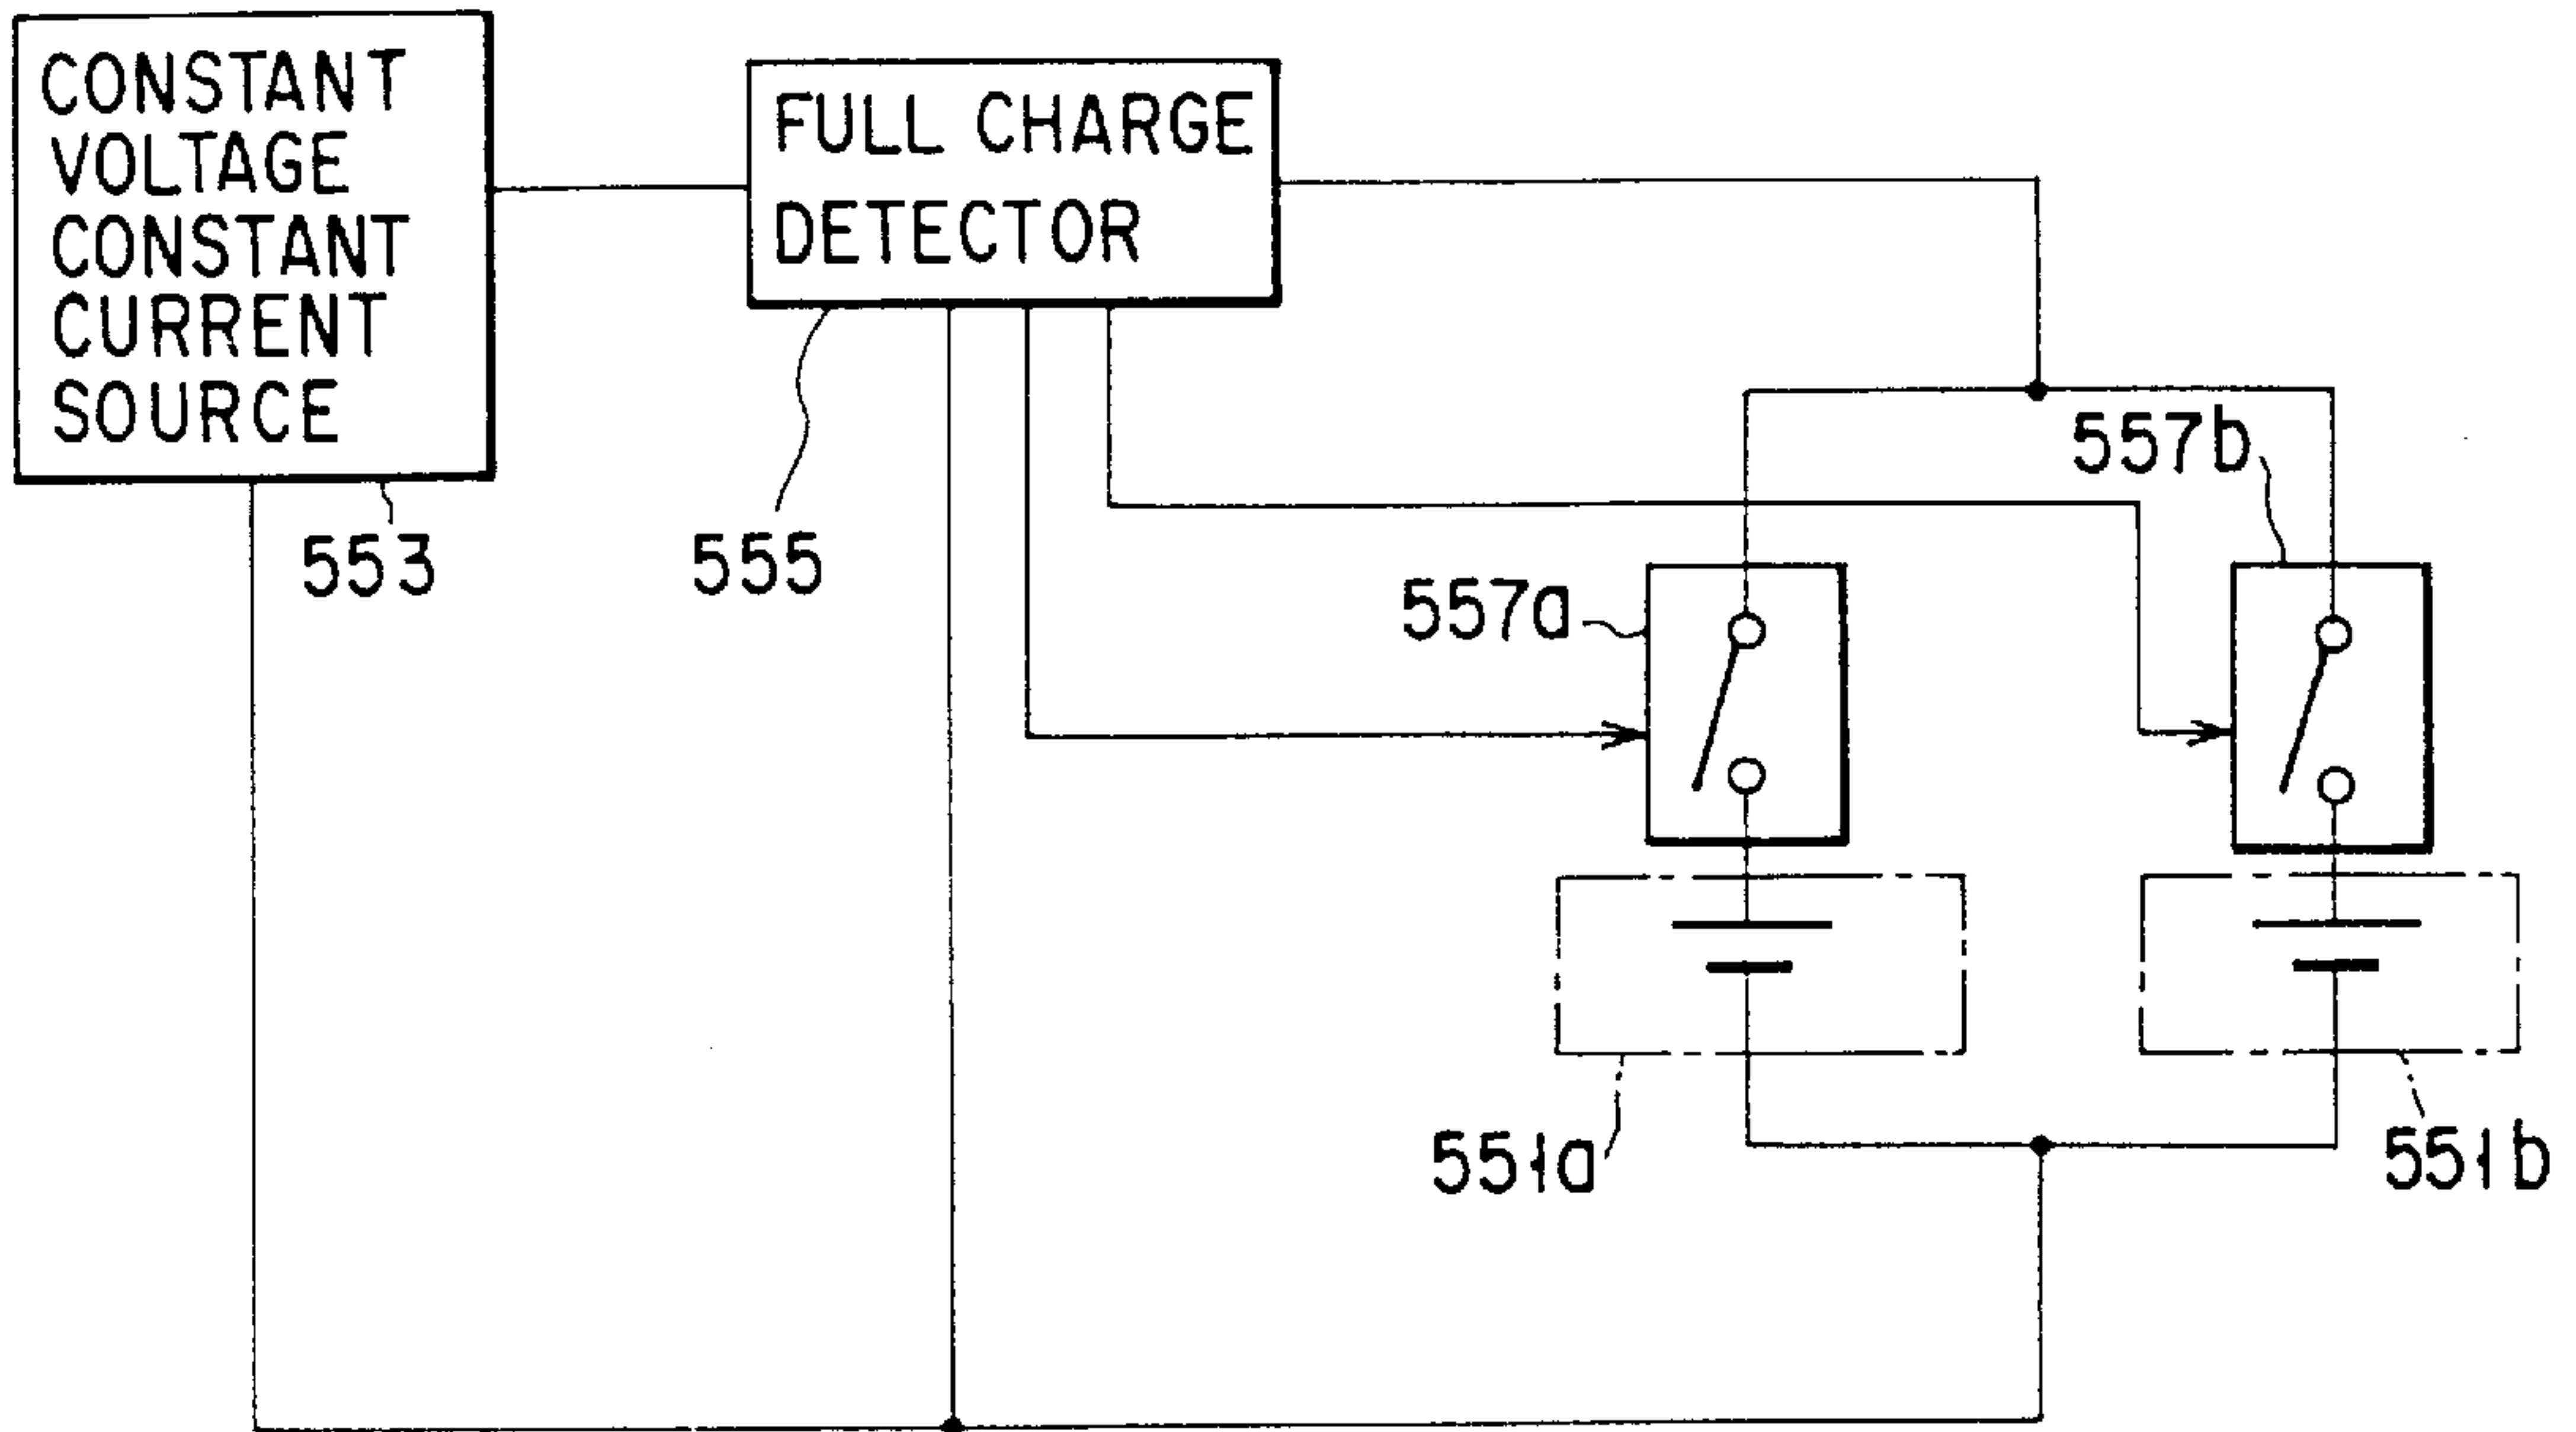 CONSTANT
VOLTAGE
CONSTANT
CURRENT
SOURCE
FULL CHARGE
DETECTOR
553
555
557a
557b
551a
551b